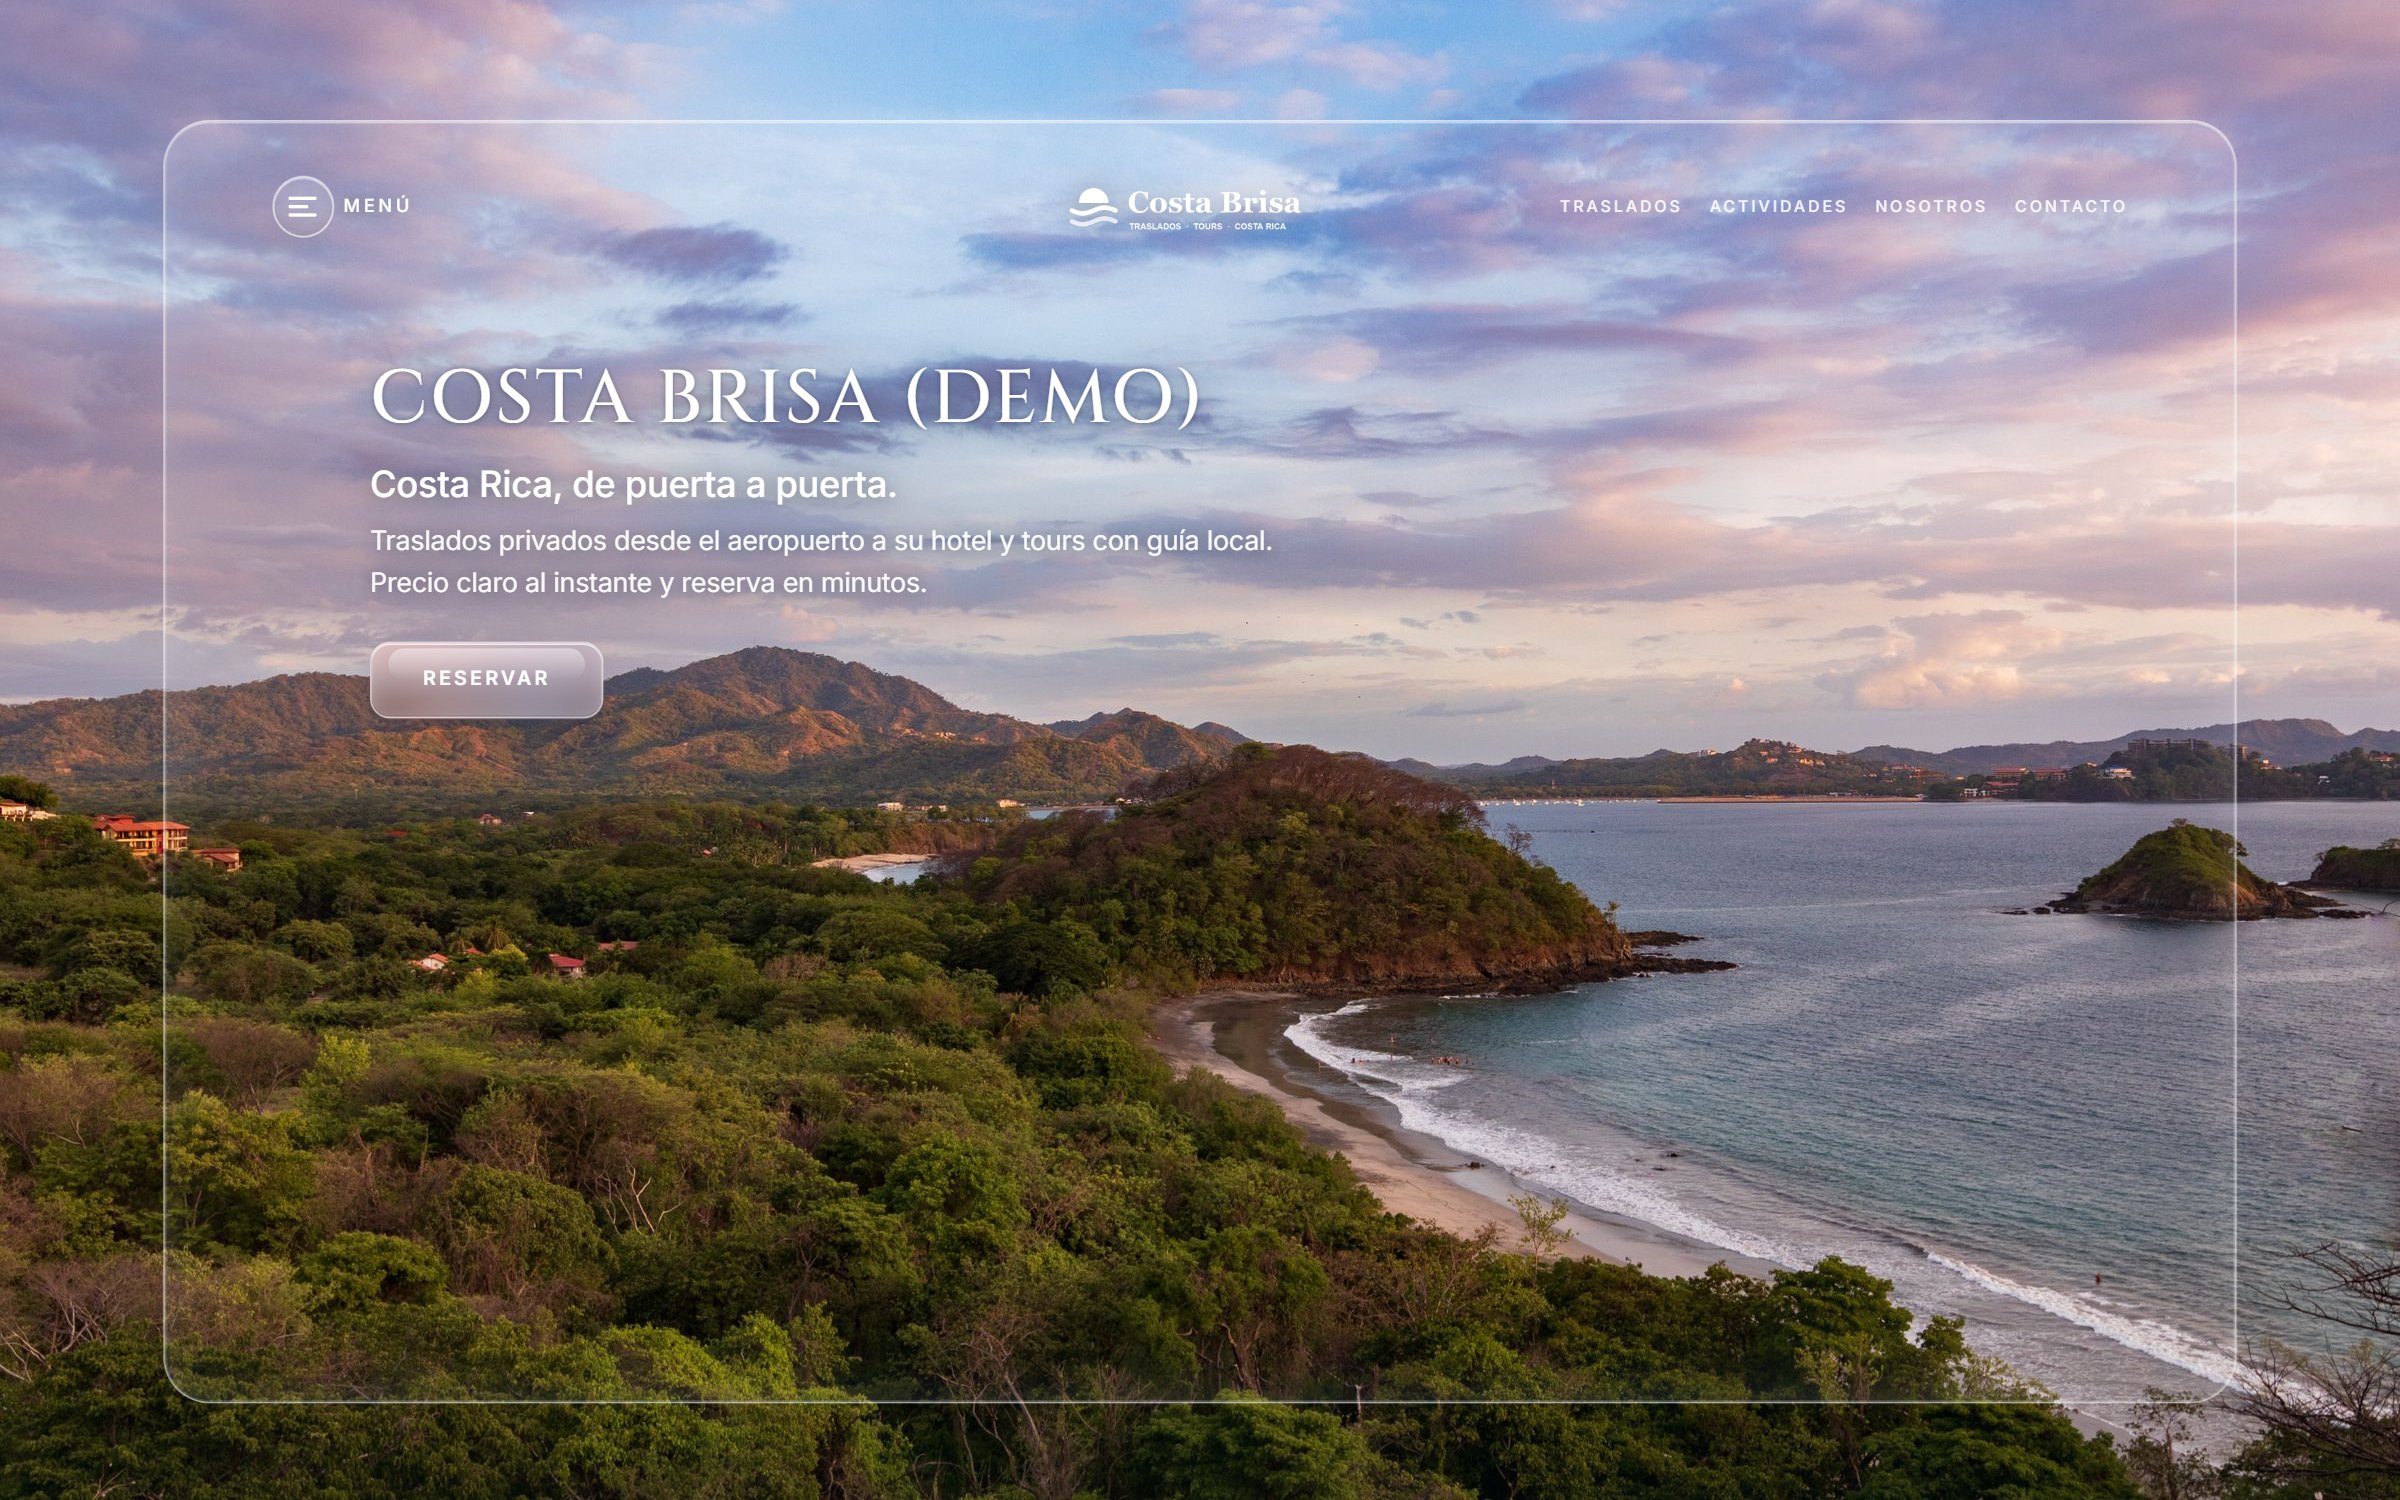 MENÚ
Costa Brisa
TRASLADOS · TOURS · COSTA RICA
TRASLADOS ACTIVIDADES NOSOTROS CONTACTO
COSTA BRISA (DEMO)
Costa Rica, de puerta a puerta.
Traslados privados desde el aeropuerto a su hotel y tours con guía local.
Precio claro al instante y reserva en minutos.
RESERVAR